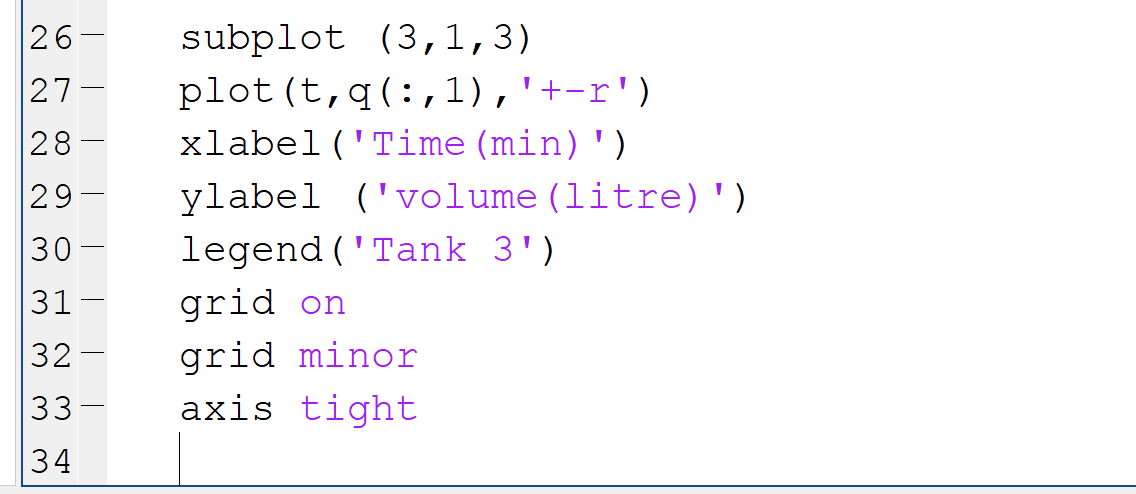 26 subplot (3,1,3)
27 plot(t,q(:,1),'+-r')
28 xlabel('Time(min)')
29 ylabel ('volume(litre)')
30 legend('Tank 3')
31 grid on
32 grid minor
33 axis tight
34